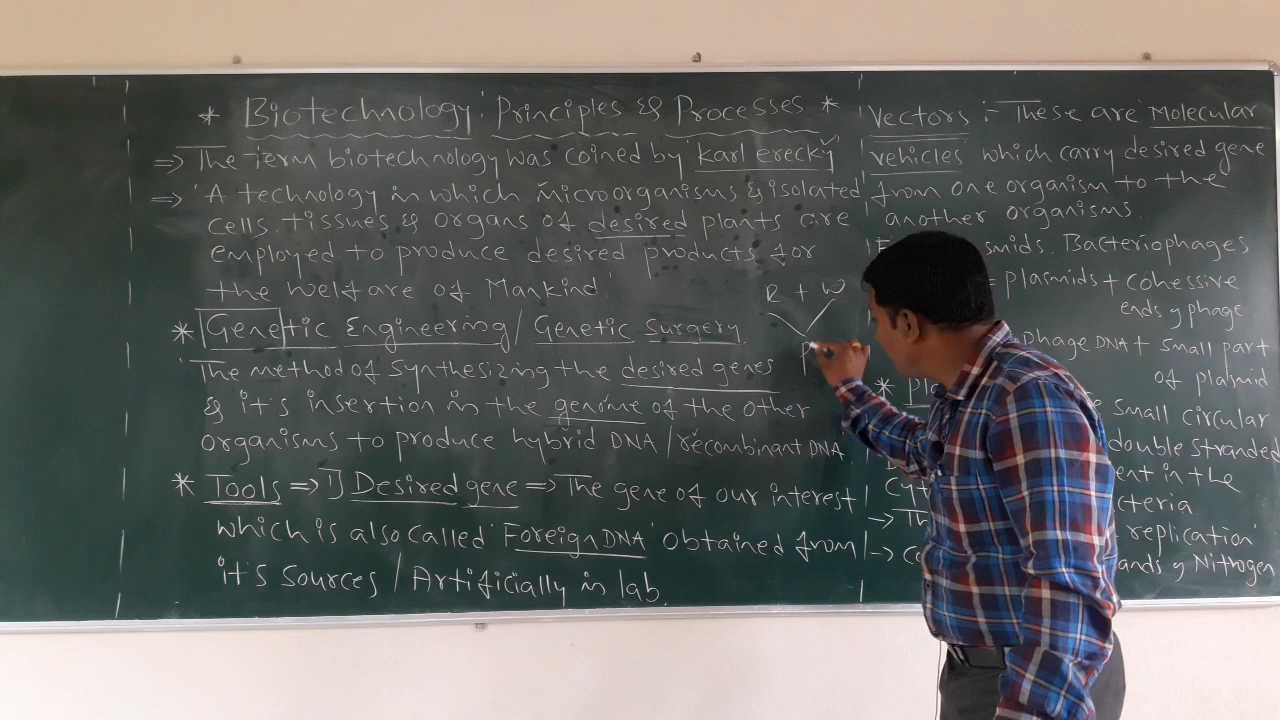 * Biotechnology: Principles & Processes *
⇒ The term biotechnology was coined by 'Karl erecky'
⇒ 'A technology in which microorganisms & isolated
cells. tissues & organs of desired plants are
employed to produce desired products for
the welfare of Mankind'
* Genetic Engineering / Genetic Surgery.
'The method of synthesizing the desired genes
& it's insertion in the genome of the other
organisms to produce hybrid DNA / recombinant DNA
* Tools ⇒ 1) Desired gene ⇒ The gene of our interest
which is also called 'Foreign DNA' obtained from
it's sources / Artificially in lab.
R + W
P
Vectors :- These are Molecular
vehicles which carry desired gene
from one organism to the
another organisms.
smids. Bacteriophages
= plasmids + cohessive
ends y phage
phage DNA + small part
of plasmid
* Pla
small circular
double stranded
Cyt ent in the
cteria
→ Th replication'
→ Co ands y Nitrogen